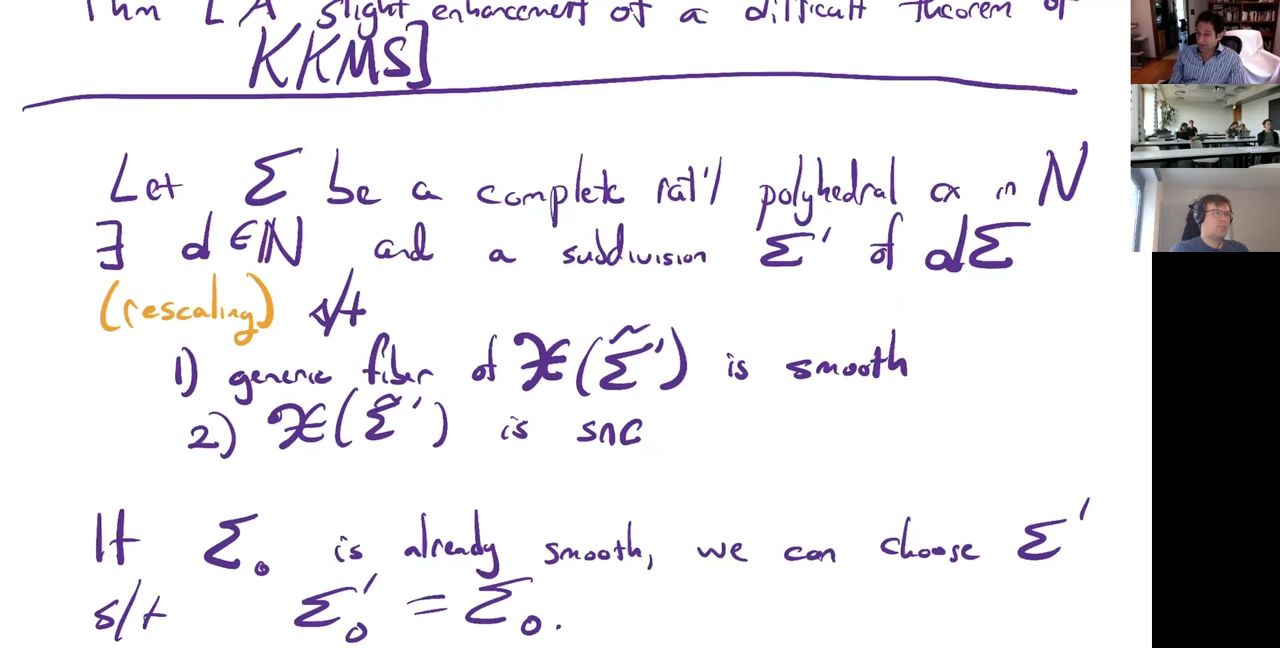 Thm [A slight enhancement of a difficult theorem of
KKMS]
Let Σ be a complete rat'l polyhedral cx in N
∃ d ∈ ℕ and a subdivision Σ' of dΣ
(rescaling) s/t
1) generic fiber of 𝔛(Σ̃') is smooth
2) 𝔛(Σ̃') is snc
If Σ₀ is already smooth, we can choose Σ'
s/t Σ₀' = Σ₀.